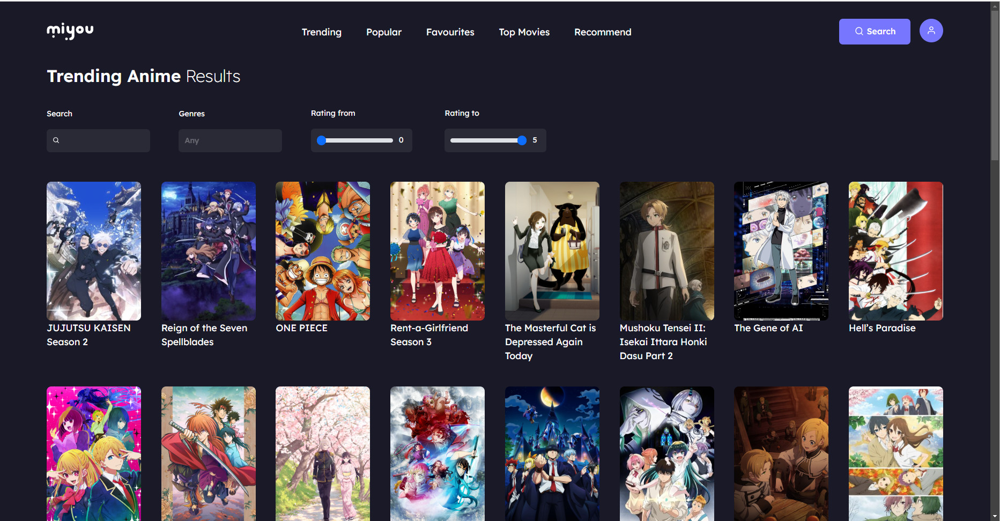 miyou
Trending
Popular
Favourites
Top Movies
Recommend
Search
Trending Anime Results
Search
Genres
Rating from
Rating to
Any
0
5
JUJUTSU KAISEN
Season 2
Reign of the Seven
Spellblades
ONE PIECE
Rent-a-Girlfriend
Season 3
The Masterful Cat is
Depressed Again
Today
Mushoku Tensei II:
Isekai Ittara Honki
Dasu Part 2
The Gene of AI
Hell’s Paradise